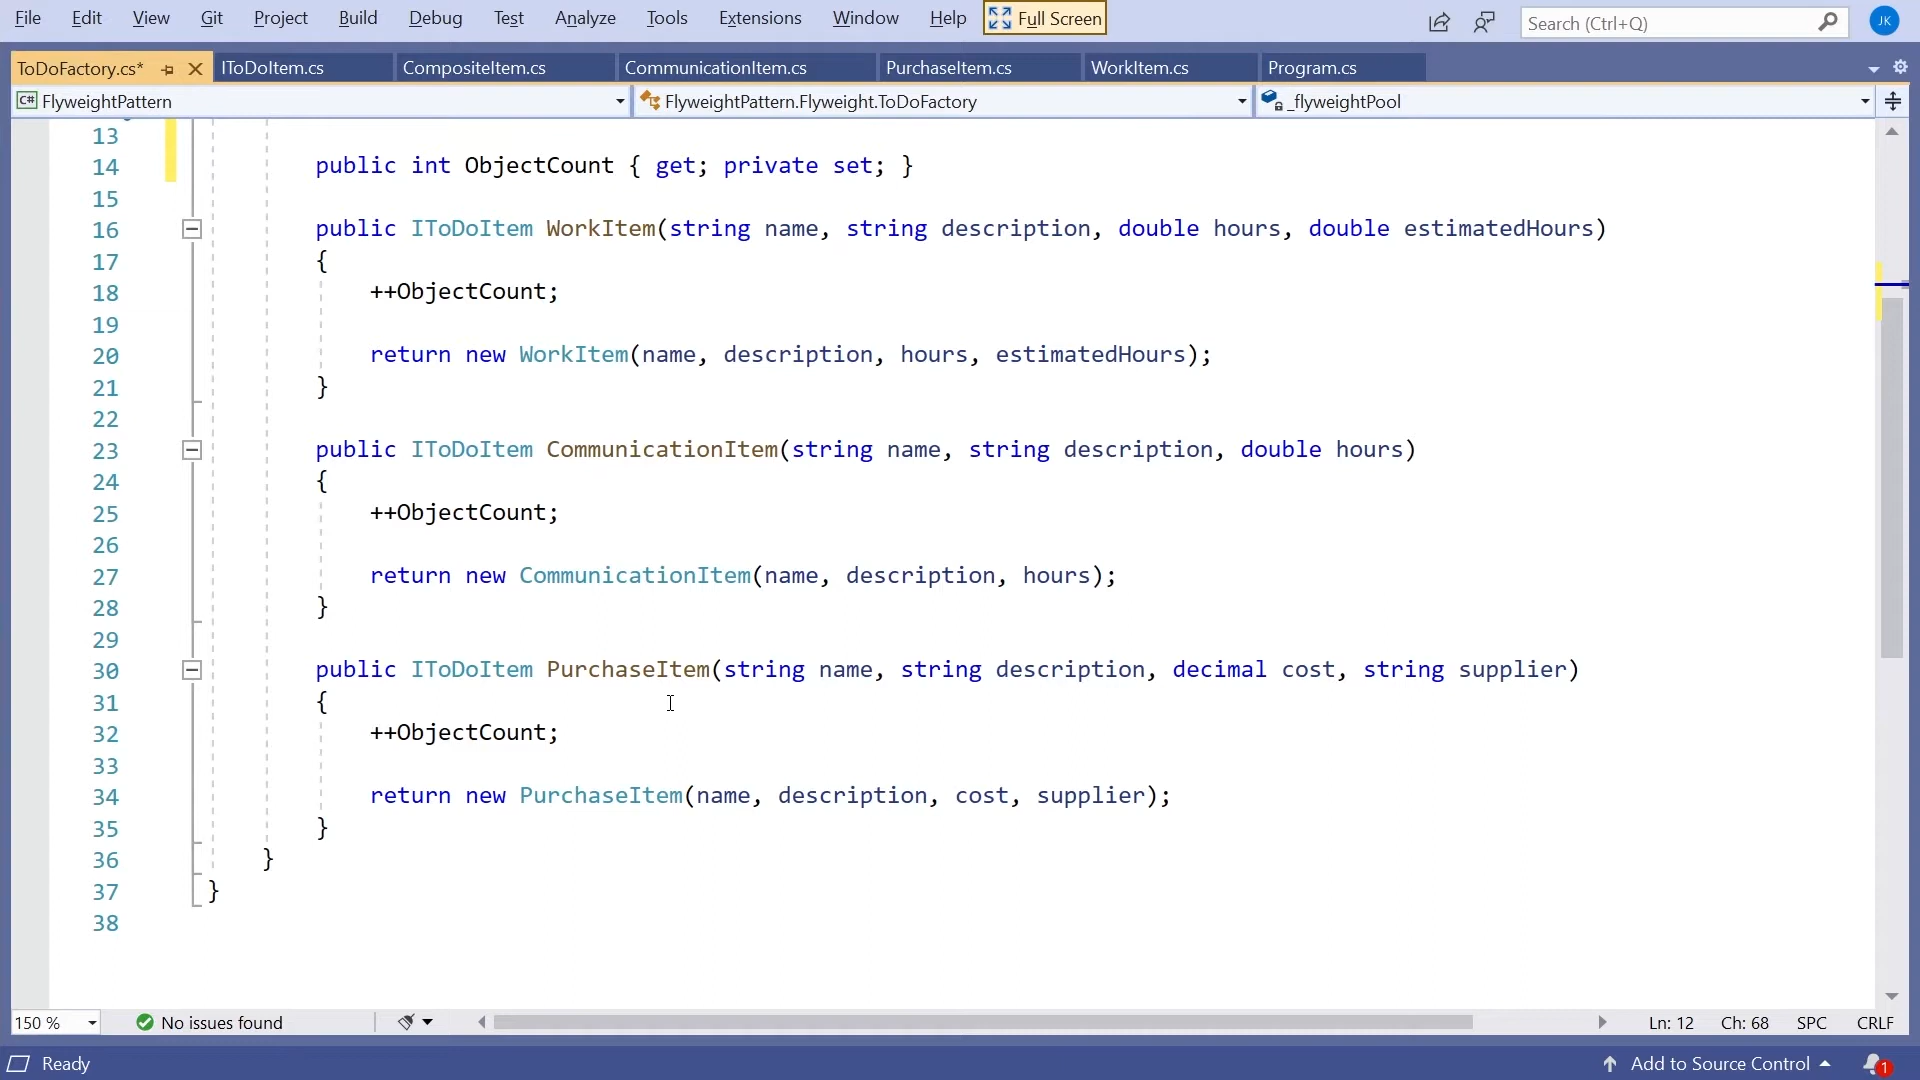 File Edit View Git Project Build Debug Test Analyze Tools Extensions Window Help Full Screen Search (Ctrl+Q) JK
ToDoFactory.cs* IToDoItem.cs CompositeItem.cs CommunicationItem.cs PurchaseItem.cs WorkItem.cs Program.cs
C# FlyweightPattern FlyweightPattern.Flyweight.ToDoFactory _flyweightPool
13
14 public int ObjectCount { get; private set; }
15
16 public IToDoItem WorkItem(string name, string description, double hours, double estimatedHours)
17 {
18 ++ObjectCount;
19
20 return new WorkItem(name, description, hours, estimatedHours);
21 }
22
23 public IToDoItem CommunicationItem(string name, string description, double hours)
24 {
25 ++ObjectCount;
26
27 return new CommunicationItem(name, description, hours);
28 }
29
30 public IToDoItem PurchaseItem(string name, string description, decimal cost, string supplier)
31 {
32 ++ObjectCount;
33
34 return new PurchaseItem(name, description, cost, supplier);
35 }
36 }
37 }
38
150 % No issues found Ln: 12 Ch: 68 SPC CRLF
Ready Add to Source Control 1